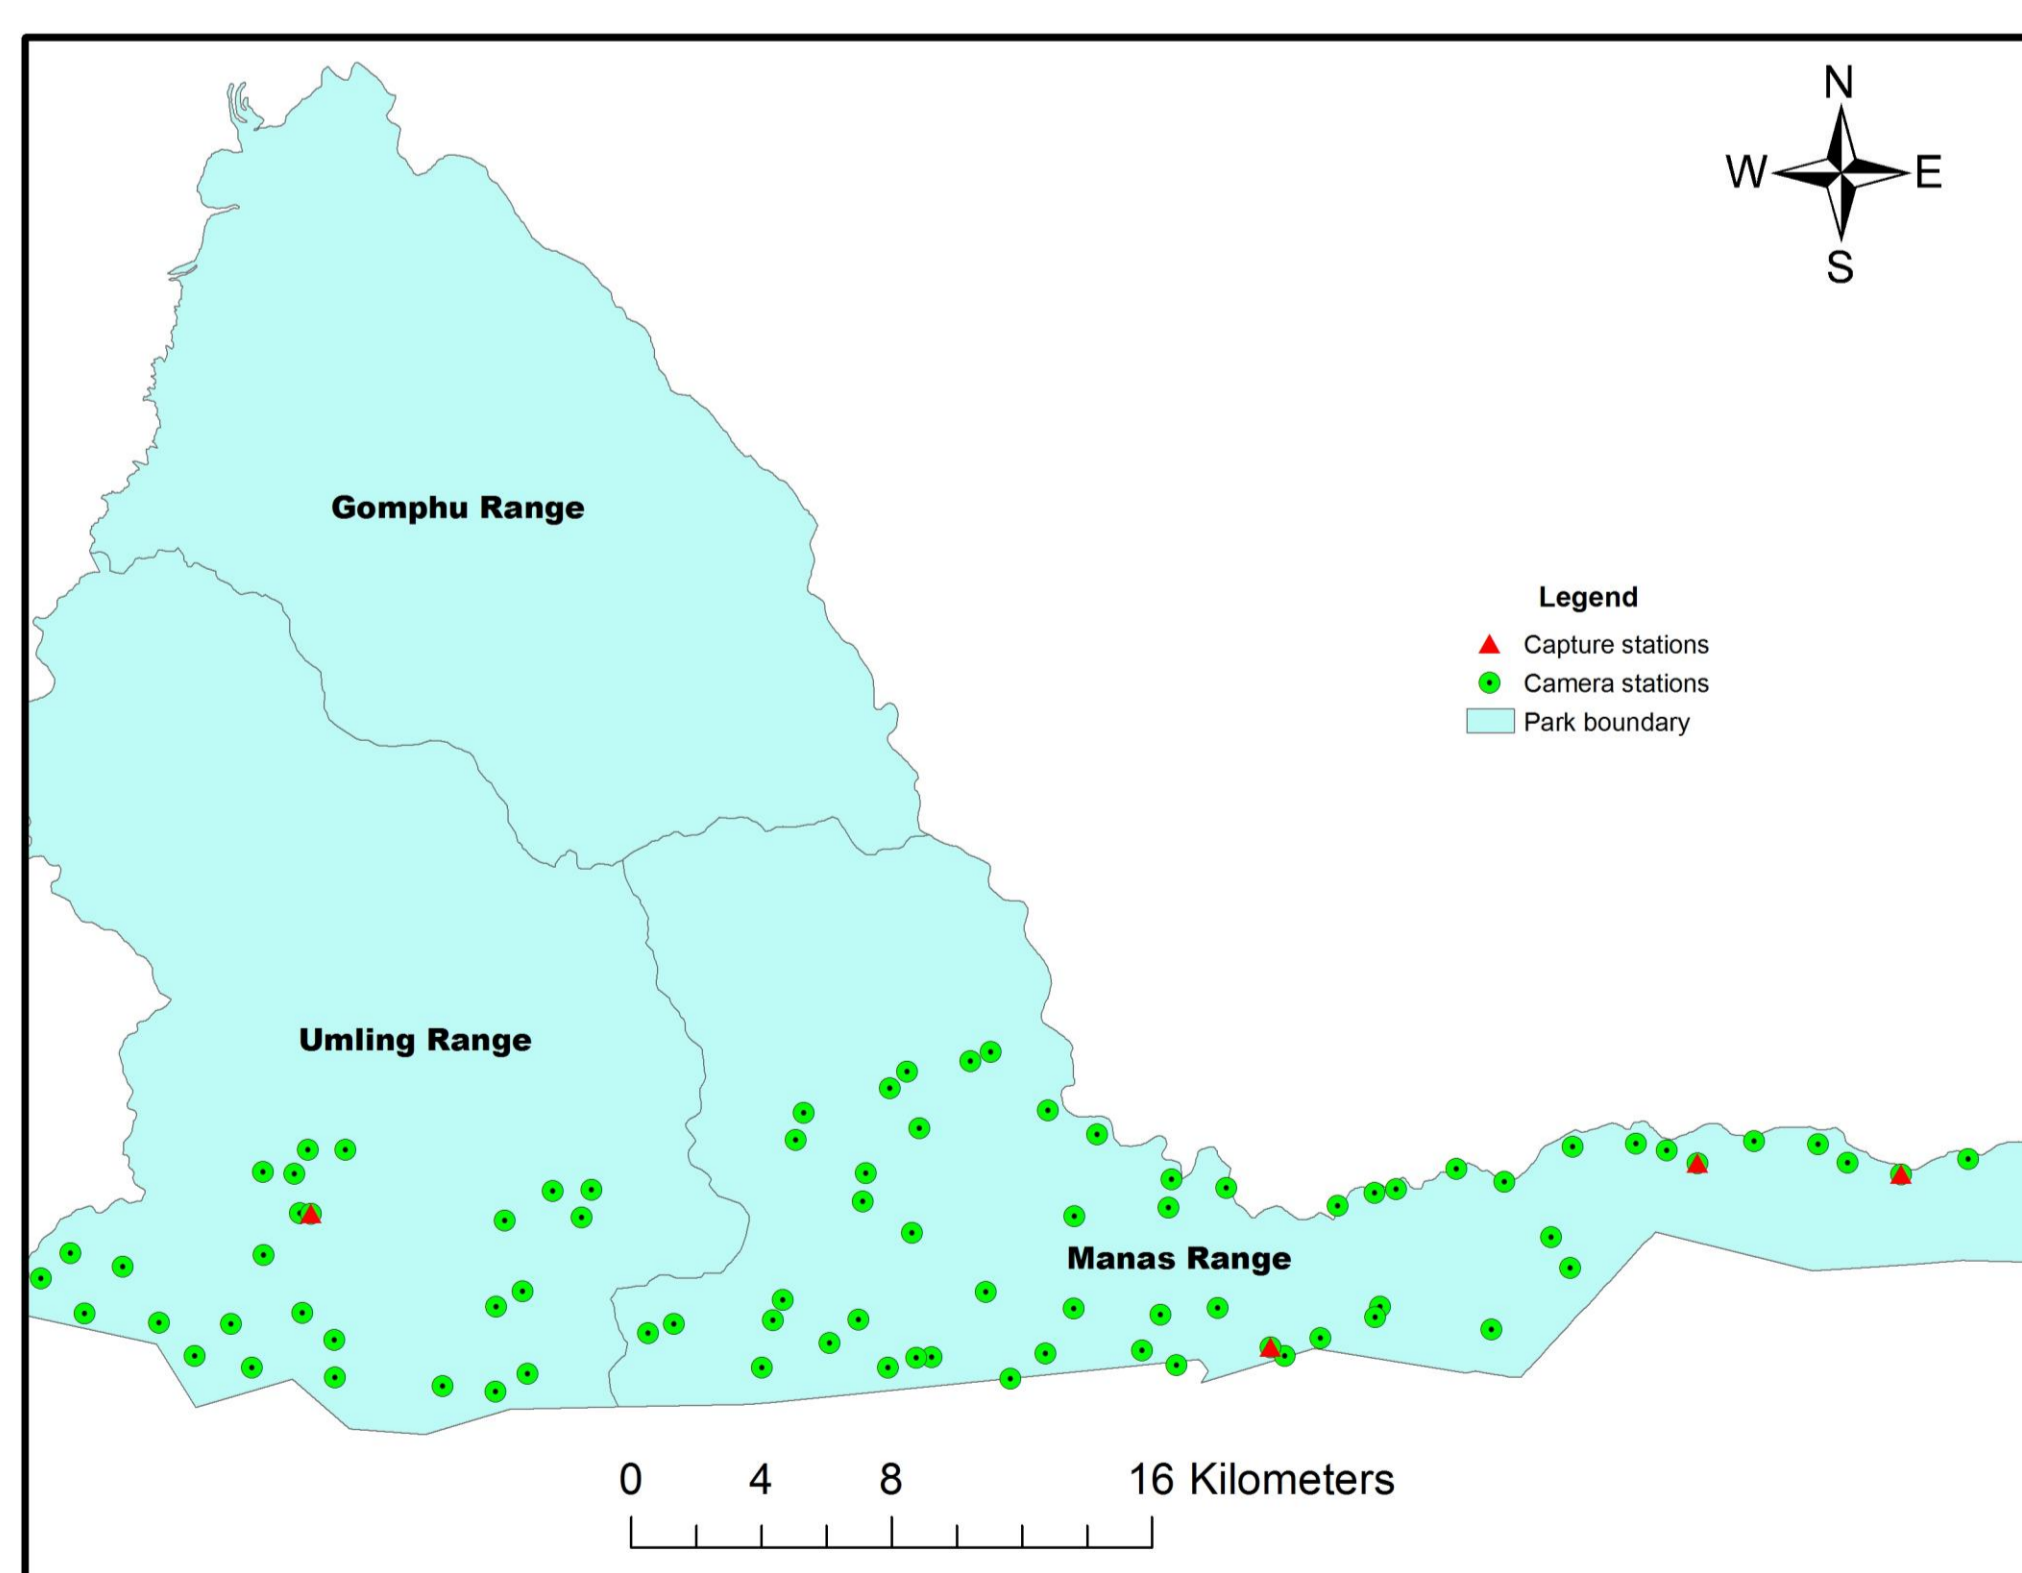 N
W E
S
Gomphu Range
Legend
Capture stations
Camera stations
Park boundary
Umling Range
Manas Range
0 4 8 16 Kilometers